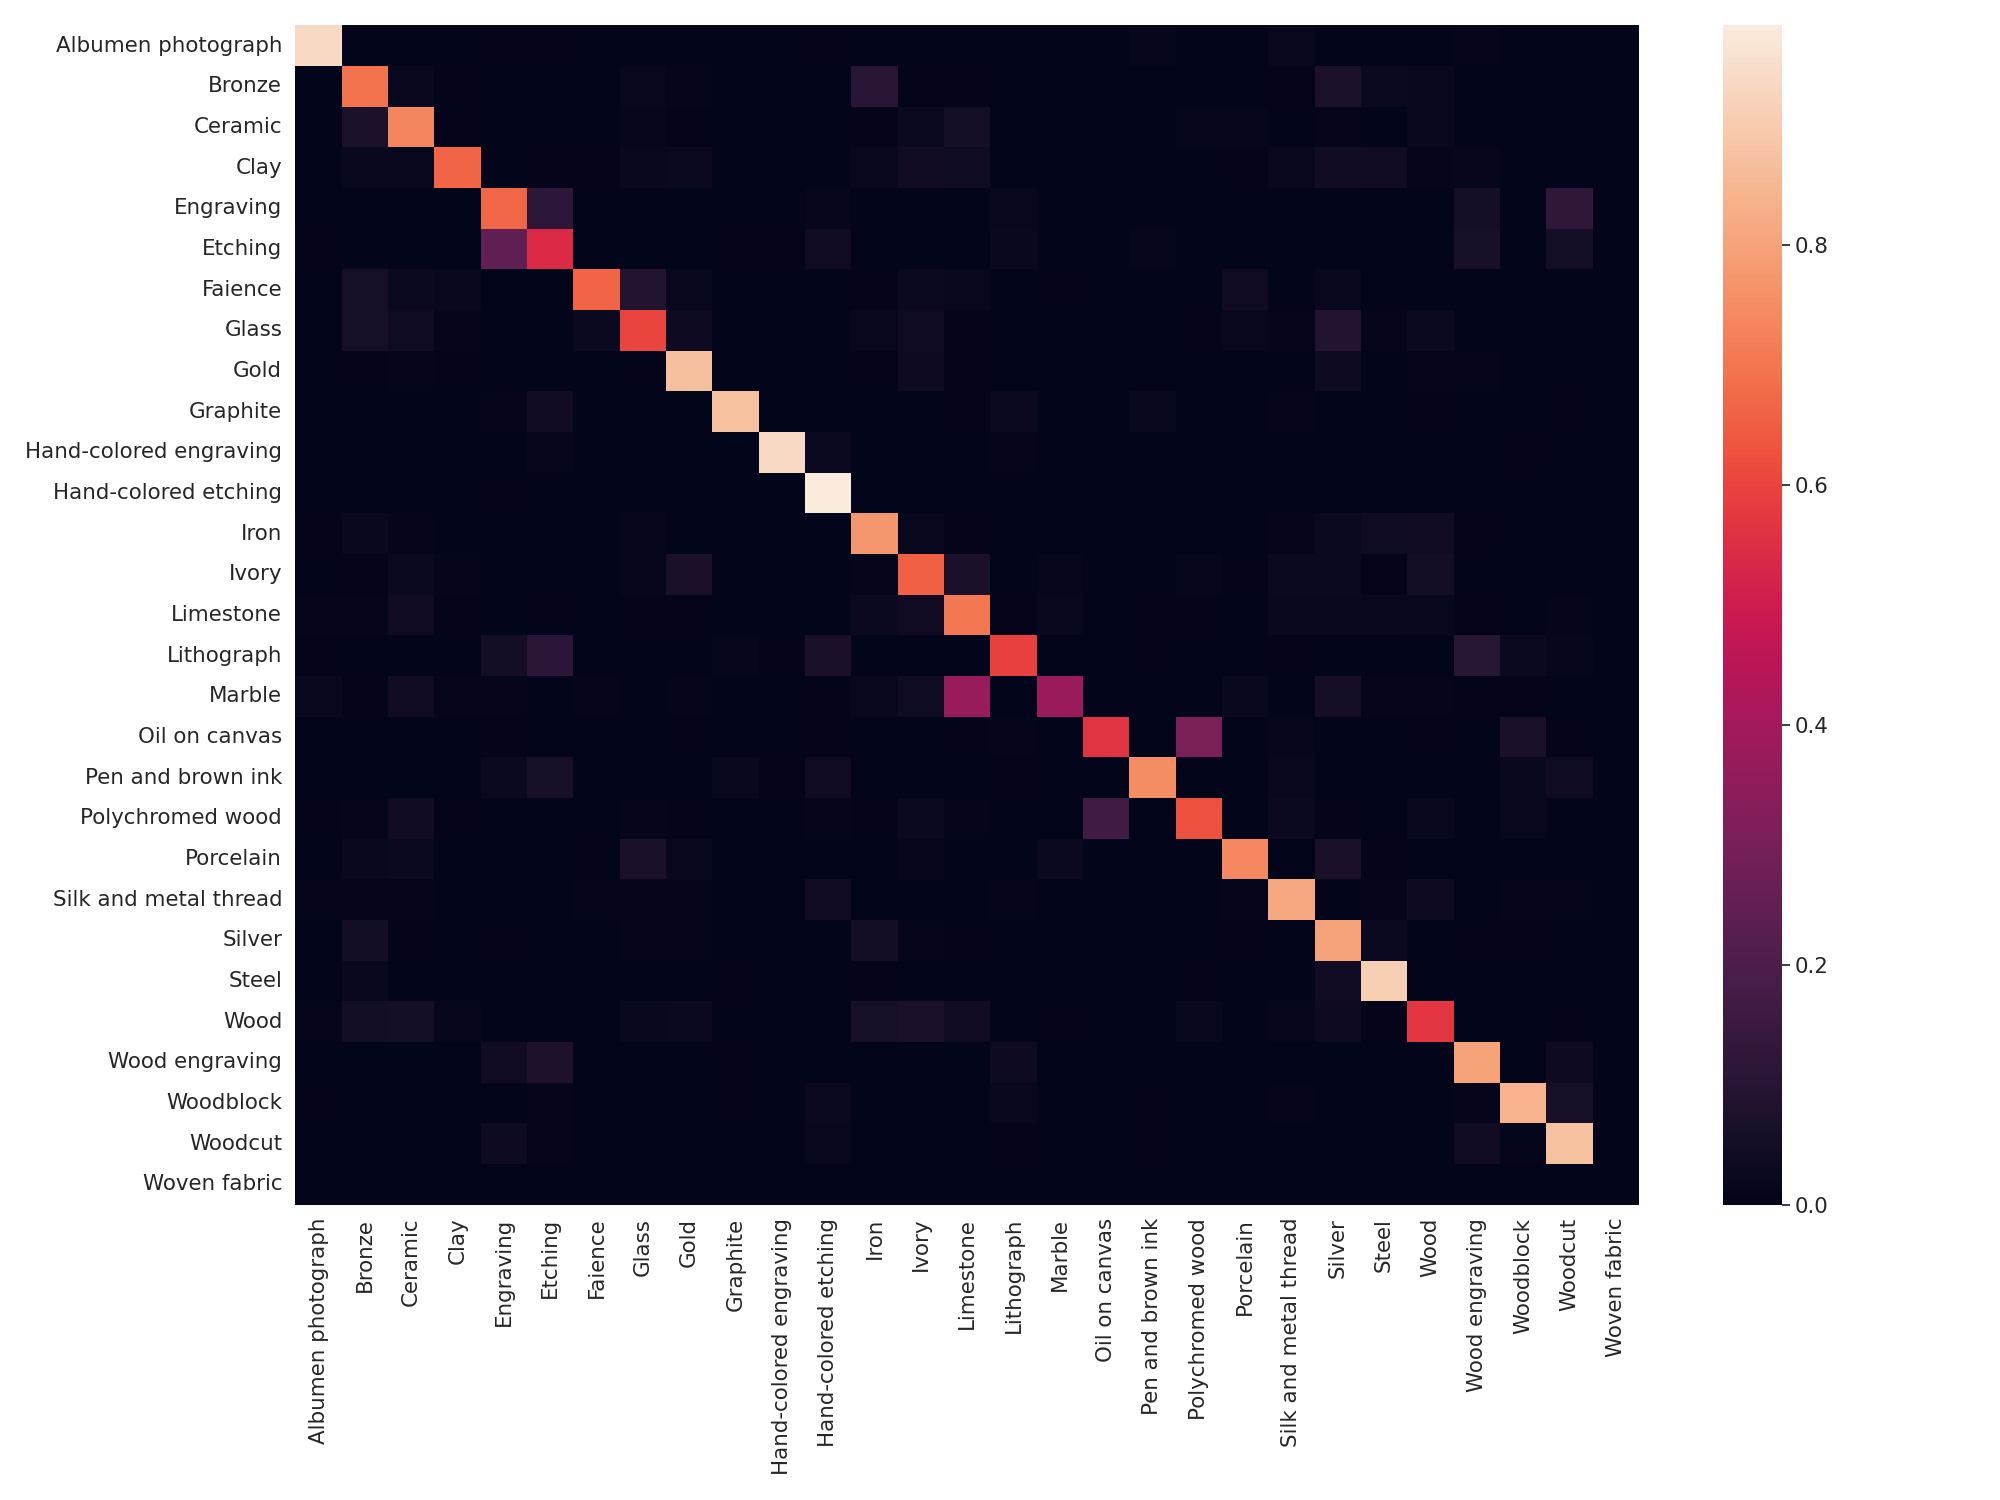 Albumen photograph
Bronze
Ceramic
Clay
Engraving
Etching
Faience
Glass
Gold
Graphite
Hand-colored engraving
Hand-colored etching
Iron
Ivory
Limestone
Lithograph
Marble
Oil on canvas
Pen and brown ink
Polychromed wood
Porcelain
Silk and metal thread
Silver
Steel
Wood
Wood engraving
Woodblock
Woodcut
Woven fabric
Albumen photograph
Bronze
Ceramic
Clay
Engraving
Etching
Faience
Glass
Gold
Graphite
Hand-colored engraving
Hand-colored etching
Iron
Ivory
Limestone
Lithograph
Marble
Oil on canvas
Pen and brown ink
Polychromed wood
Porcelain
Silk and metal thread
Silver
Steel
Wood
Wood engraving
Woodblock
Woodcut
Woven fabric
0.8
0.6
0.4
0.2
0.0